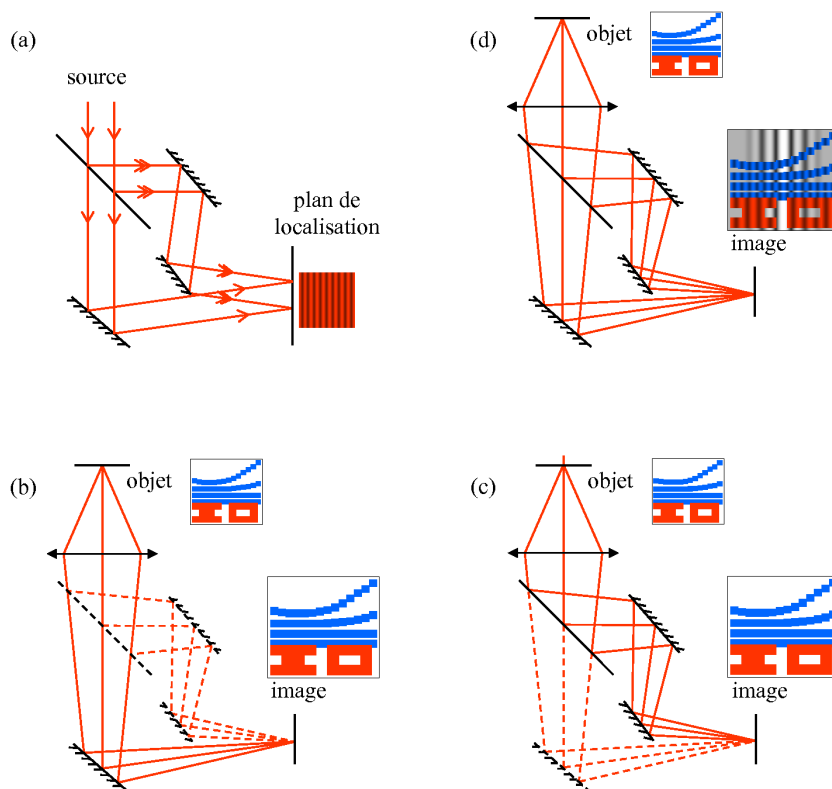 (a)
source
plan de
localisation
(d)
objet
image
(b)
objet
image
(c)
objet
image